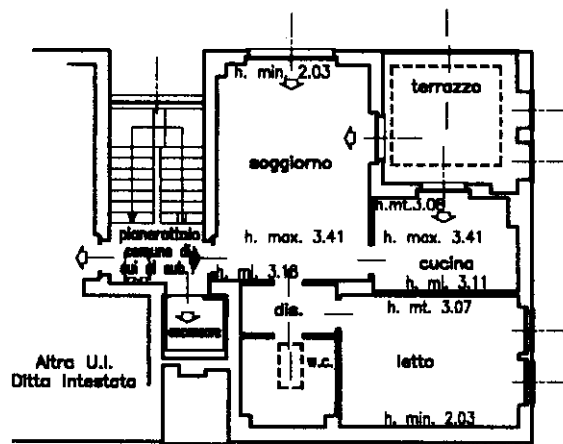 h. min. 2.03
terrazzo
soggiorno
h.mt.3.08
pianerottolo
comune di
cui al sub.
h. max. 3.41
h. max. 3.41
h. ml. 3.16
cucina
h. ml. 3.11
dis.
h. mt. 3.07
ascensore
w.c.
letto
Altra U.I.
Ditta Intestata
h. min. 2.03